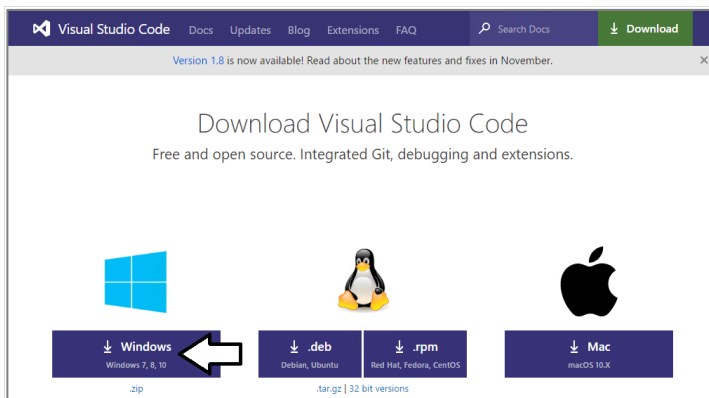 Visual Studio Code Docs Updates Blog Extensions FAQ Search Docs Download
Version 1.8 is now available! Read about the new features and fixes in November. ×
Download Visual Studio Code
Free and open source. Integrated Git, debugging and extensions.
Windows .deb .rpm Mac
Windows 7, 8, 10 Debian, Ubuntu Red Hat, Fedora, CentOS macOS 10.X
.zip .tar.gz | 32 bit versions